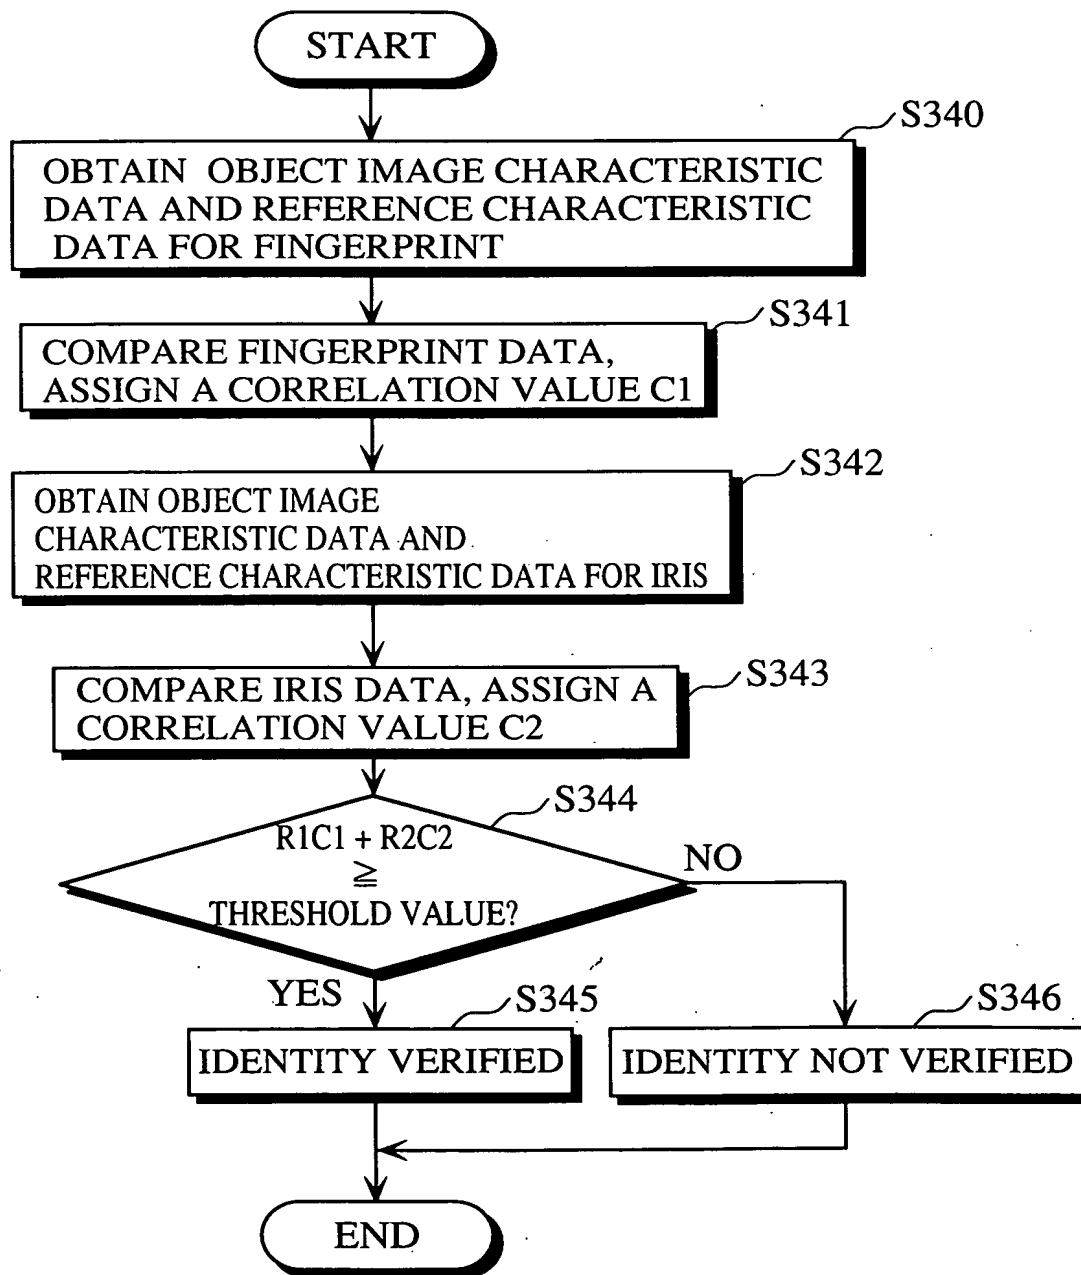 START
S340
OBTAIN OBJECT IMAGE CHARACTERISTIC
DATA AND REFERENCE CHARACTERISTIC
DATA FOR FINGERPRINT
S341
COMPARE FINGERPRINT DATA,
ASSIGN A CORRELATION VALUE C1
S342
OBTAIN OBJECT IMAGE
CHARACTERISTIC DATA AND
REFERENCE CHARACTERISTIC DATA FOR IRIS
S343
COMPARE IRIS DATA, ASSIGN A
CORRELATION VALUE C2
S344
R1C1 + R2C2
≧
THRESHOLD VALUE?
NO
YES
S345
S346
IDENTITY VERIFIED
IDENTITY NOT VERIFIED
END